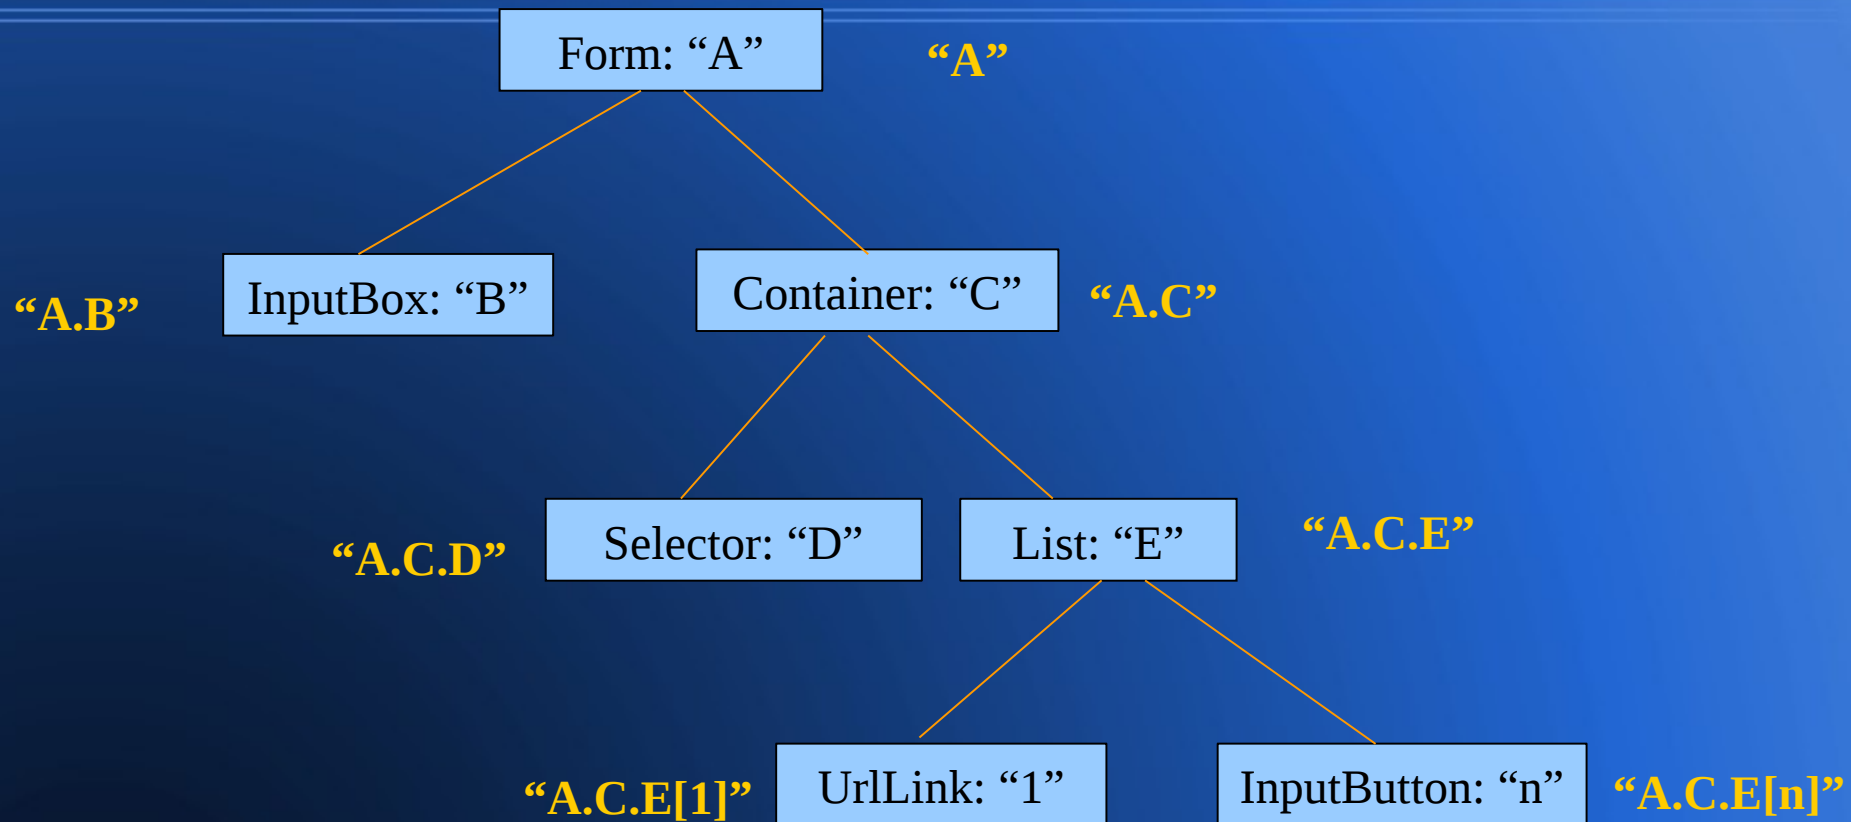 Form: “A”
“A”
“A.B”
InputBox: “B”
Container: “C”
“A.C”
“A.C.D”
Selector: “D”
List: “E”
“A.C.E”
“A.C.E[1]”
UrlLink: “1”
InputButton: “n”
“A.C.E[n]”